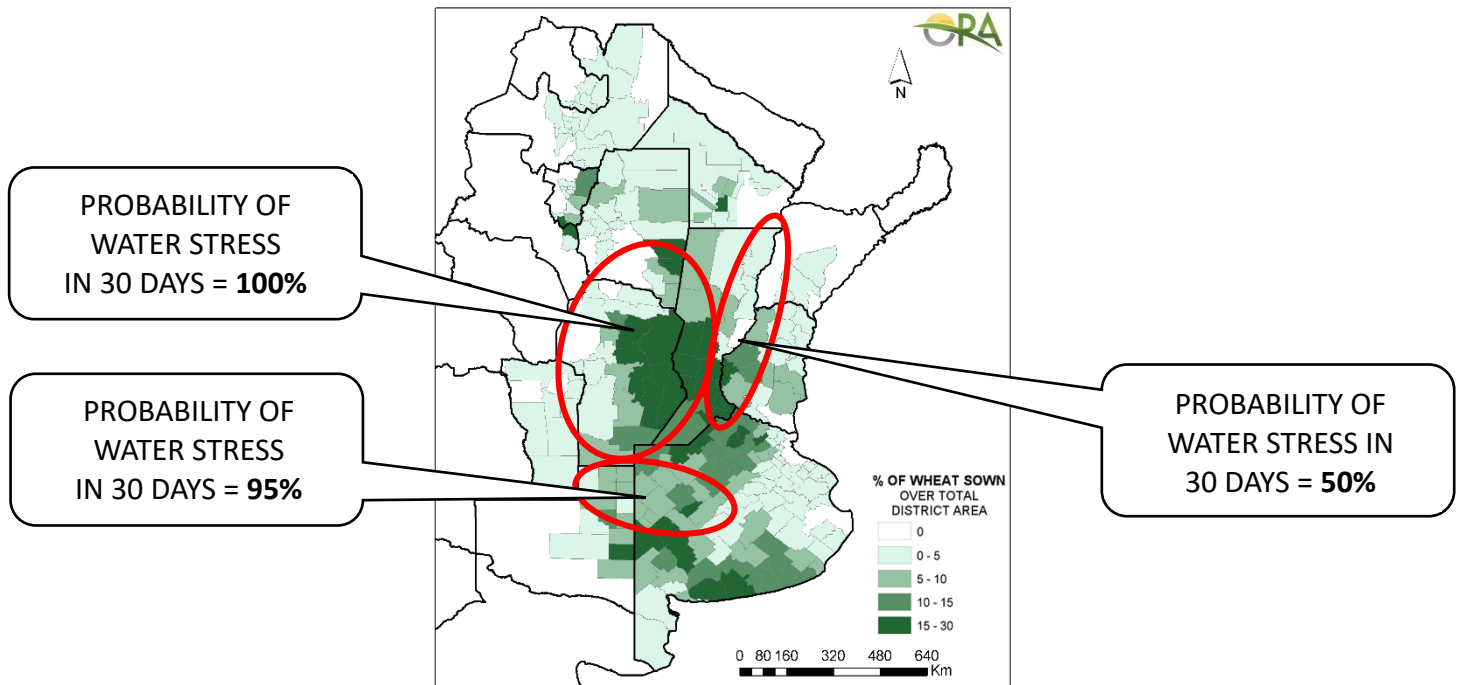 ORA
N
PROBABILITY OF
WATER STRESS
IN 30 DAYS = 100%
PROBABILITY OF
WATER STRESS
IN 30 DAYS = 95%
PROBABILITY OF
WATER STRESS IN
30 DAYS = 50%
% OF WHEAT SOWN
OVER TOTAL
DISTRICT AREA
0
0 - 5
5 - 10
10 - 15
15 - 30
0 80 160 320 480 640
Km